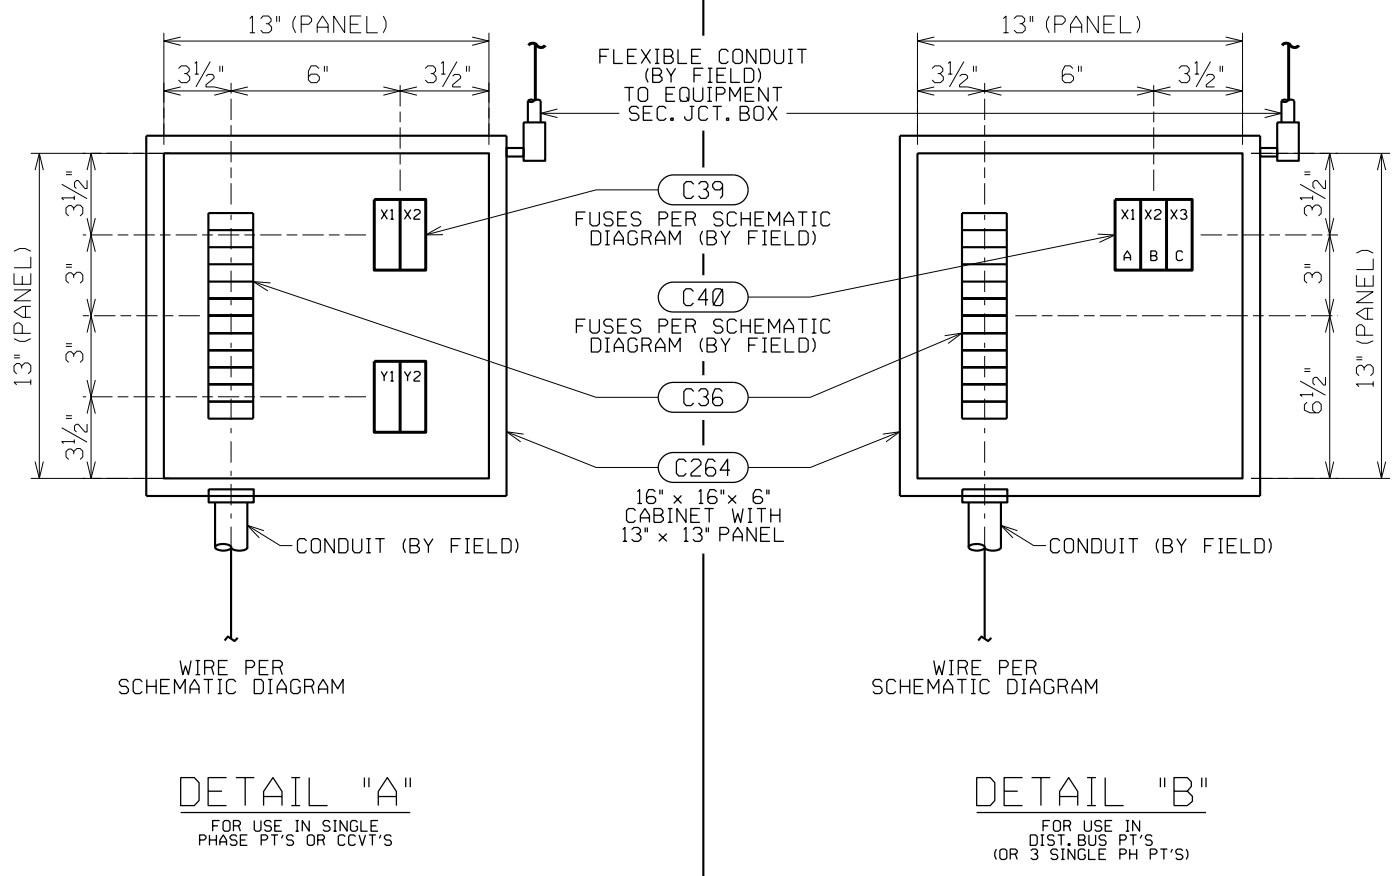 13" (PANEL)
3½"
6"
3½"
FLEXIBLE CONDUIT
(BY FIELD)
TO EQUIPMENT
SEC. JCT. BOX
13" (PANEL)
3½"
6"
3½"
13" (PANEL)
3½"
3"
3"
3½"
X1 X2
Y1 Y2
C39
FUSES PER SCHEMATIC
DIAGRAM (BY FIELD)
C40
FUSES PER SCHEMATIC
DIAGRAM (BY FIELD)
C36
C264
16" x 16" x 6"
CABINET WITH
13" x 13" PANEL
X1 X2 X3
A B C
3½"
3"
6½"
13" (PANEL)
CONDUIT (BY FIELD)
WIRE PER
SCHEMATIC DIAGRAM
CONDUIT (BY FIELD)
WIRE PER
SCHEMATIC DIAGRAM
DETAIL "A"
FOR USE IN SINGLE
PHASE PT'S OR CCVT'S
DETAIL "B"
FOR USE IN
DIST. BUS PT'S
(OR 3 SINGLE PH PT'S)